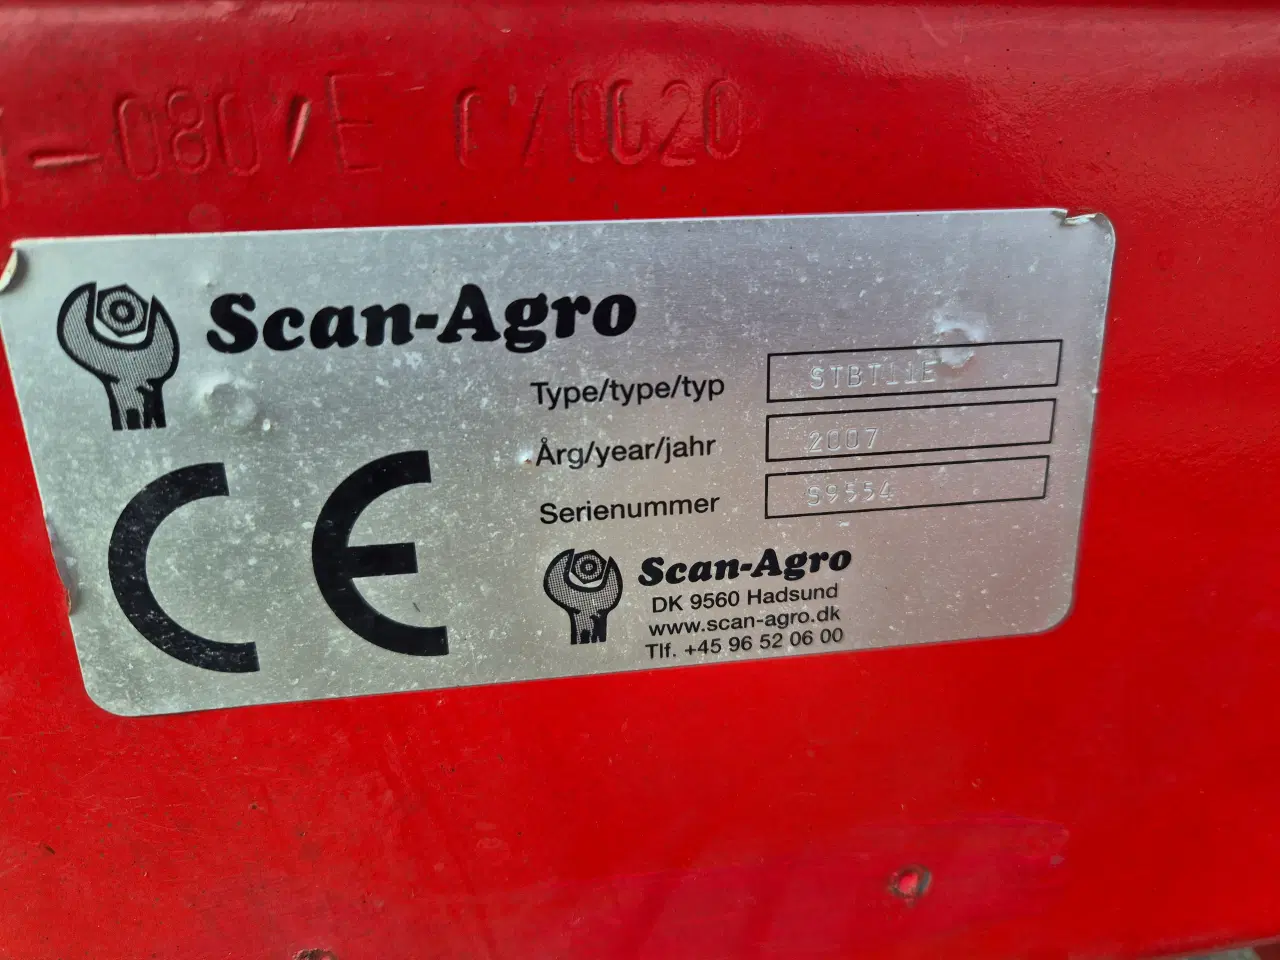 Scan-Agro
Type/type/typ STBT11E
Årg/year/jahr 2007
Serienummer S9554
CE
Scan-Agro
DK 9560 Hadsund
www.scan-agro.dk
Tlf. +45 96 52 06 00